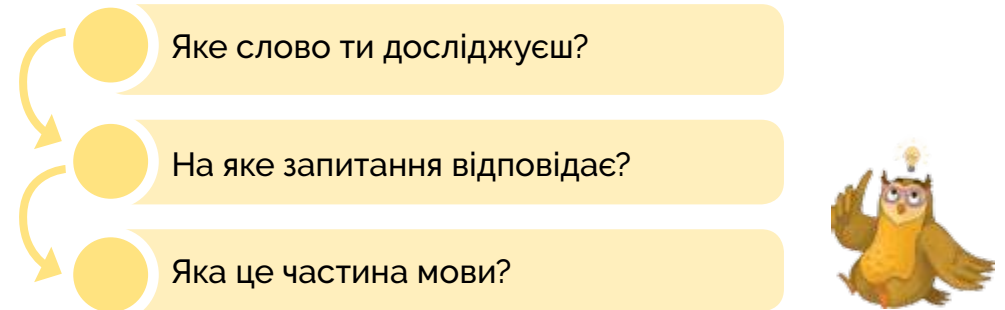 Яке слово ти досліджуєш?
На яке запитання відповідає?
Яка це частина мови?